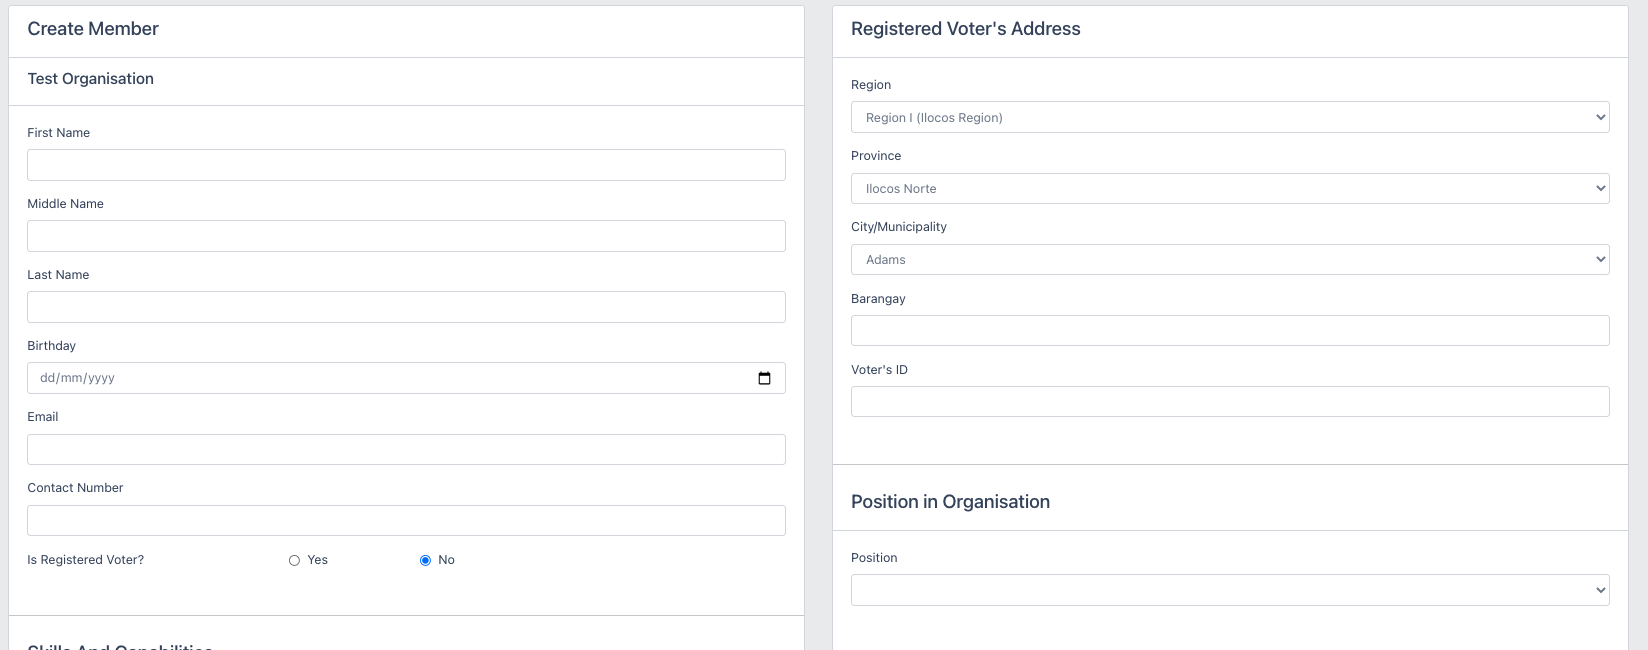 Create Member
Test Organisation
First Name
Middle Name
Last Name
Birthday
dd/mm/yyyy
Email
Contact Number
Is Registered Voter? Yes No
Skills And Capabilities
Registered Voter's Address
Region
Region I (Ilocos Region)
Province
Ilocos Norte
City/Municipality
Adams
Barangay
Voter's ID
Position in Organisation
Position